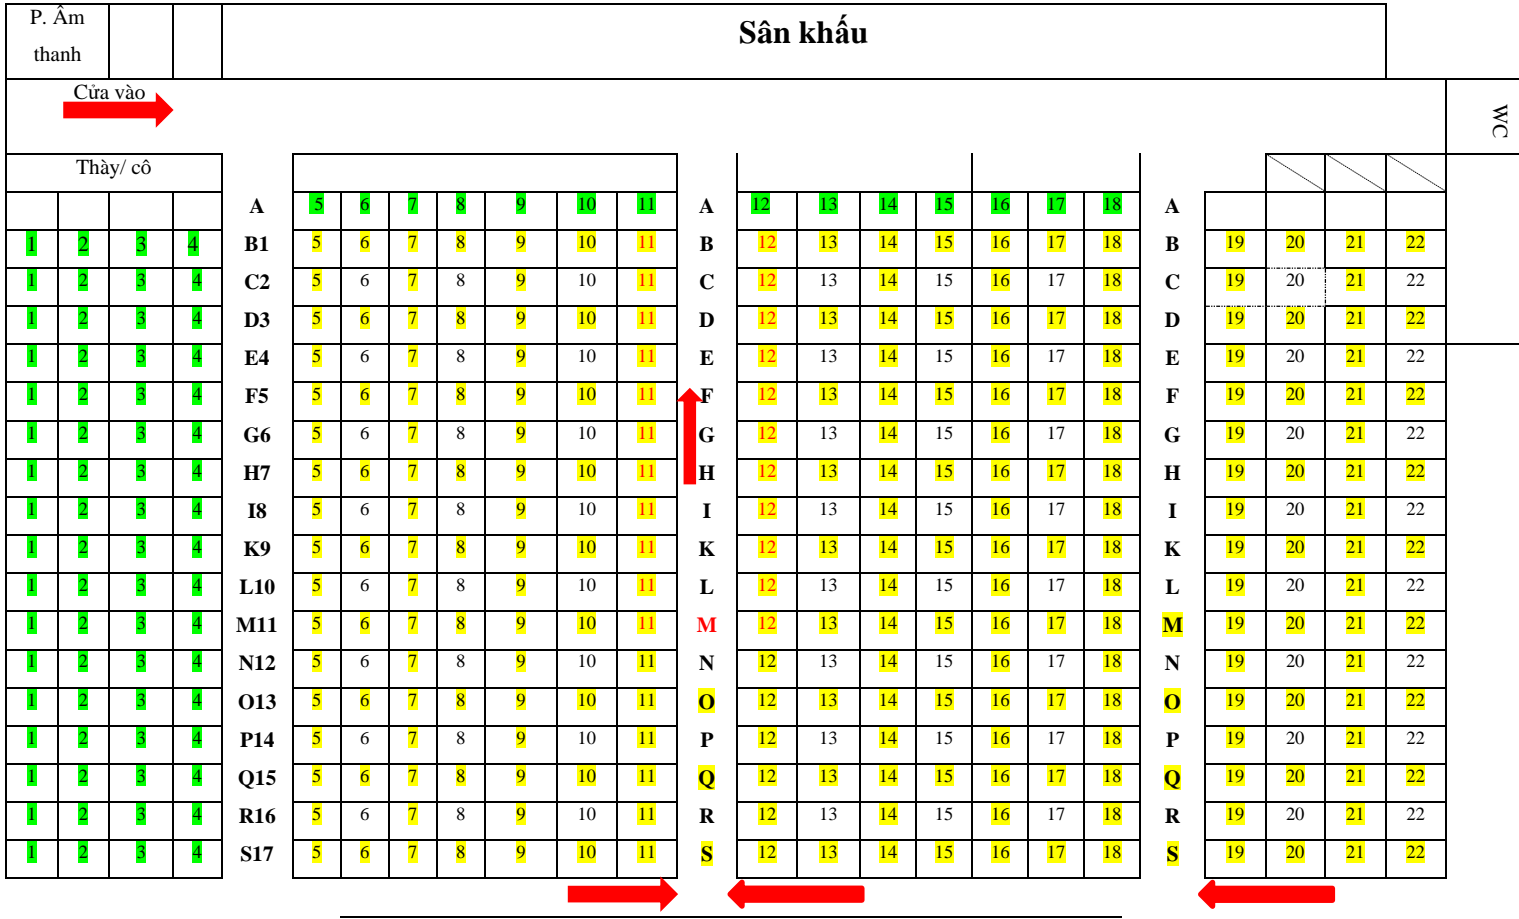 P. Âm
thanh
Sân khấu
Cửa vào
WC
Thày/ cô
A 5 6 7 8 9 10 11 A 12 13 14 15 16 17 18 A
1 2 3 4 B1 5 6 7 8 9 10 11 B 12 13 14 15 16 17 18 B 19 20 21 22
1 2 3 4 C2 5 6 7 8 9 10 11 C 12 13 14 15 16 17 18 C 19 20 21 22
1 2 3 4 D3 5 6 7 8 9 10 11 D 12 13 14 15 16 17 18 D 19 20 21 22
1 2 3 4 E4 5 6 7 8 9 10 11 E 12 13 14 15 16 17 18 E 19 20 21 22
1 2 3 4 F5 5 6 7 8 9 10 11 F 12 13 14 15 16 17 18 F 19 20 21 22
1 2 3 4 G6 5 6 7 8 9 10 11 G 12 13 14 15 16 17 18 G 19 20 21 22
1 2 3 4 H7 5 6 7 8 9 10 11 H 12 13 14 15 16 17 18 H 19 20 21 22
1 2 3 4 I8 5 6 7 8 9 10 11 I 12 13 14 15 16 17 18 I 19 20 21 22
1 2 3 4 K9 5 6 7 8 9 10 11 K 12 13 14 15 16 17 18 K 19 20 21 22
1 2 3 4 L10 5 6 7 8 9 10 11 L 12 13 14 15 16 17 18 L 19 20 21 22
1 2 3 4 M11 5 6 7 8 9 10 11 M 12 13 14 15 16 17 18 M 19 20 21 22
1 2 3 4 N12 5 6 7 8 9 10 11 N 12 13 14 15 16 17 18 N 19 20 21 22
1 2 3 4 O13 5 6 7 8 9 10 11 O 12 13 14 15 16 17 18 O 19 20 21 22
1 2 3 4 P14 5 6 7 8 9 10 11 P 12 13 14 15 16 17 18 P 19 20 21 22
1 2 3 4 Q15 5 6 7 8 9 10 11 Q 12 13 14 15 16 17 18 Q 19 20 21 22
1 2 3 4 R16 5 6 7 8 9 10 11 R 12 13 14 15 16 17 18 R 19 20 21 22
1 2 3 4 S17 5 6 7 8 9 10 11 S 12 13 14 15 16 17 18 S 19 20 21 22